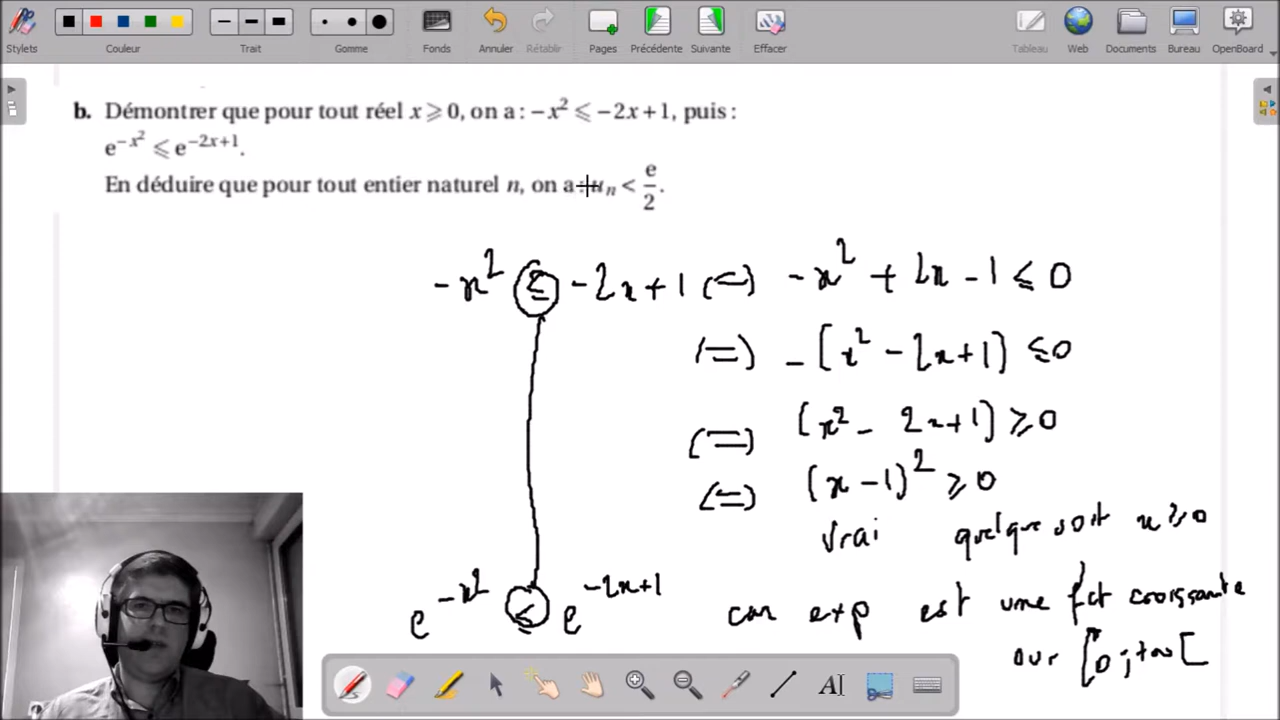 Stylets Couleur Trait Gomme Fonds Annuler Rétablir Pages Précédente Suivante Effacer Tableau Web Documents Bureau OpenBoard
b. Démontrer que pour tout réel x ⩾ 0, on a : −x² ⩽ −2x + 1, puis :
e^{−x²} ⩽ e^{−2x+1}.
En déduire que pour tout entier naturel n, on a : uₙ < e/2.
-x² ≤ -2x+1 (=) -x² + 2x - 1 ≤ 0
(=) -[x² - 2x+1] ≤ 0
(=) [x² - 2x+1] ≥ 0
(=) (x-1)² ≥ 0
Vrai quelque soit x ≥ 0
e^{-x²} ≤ e^{-2x+1} car exp est une fct croissante
sur [0;+∞[
AI